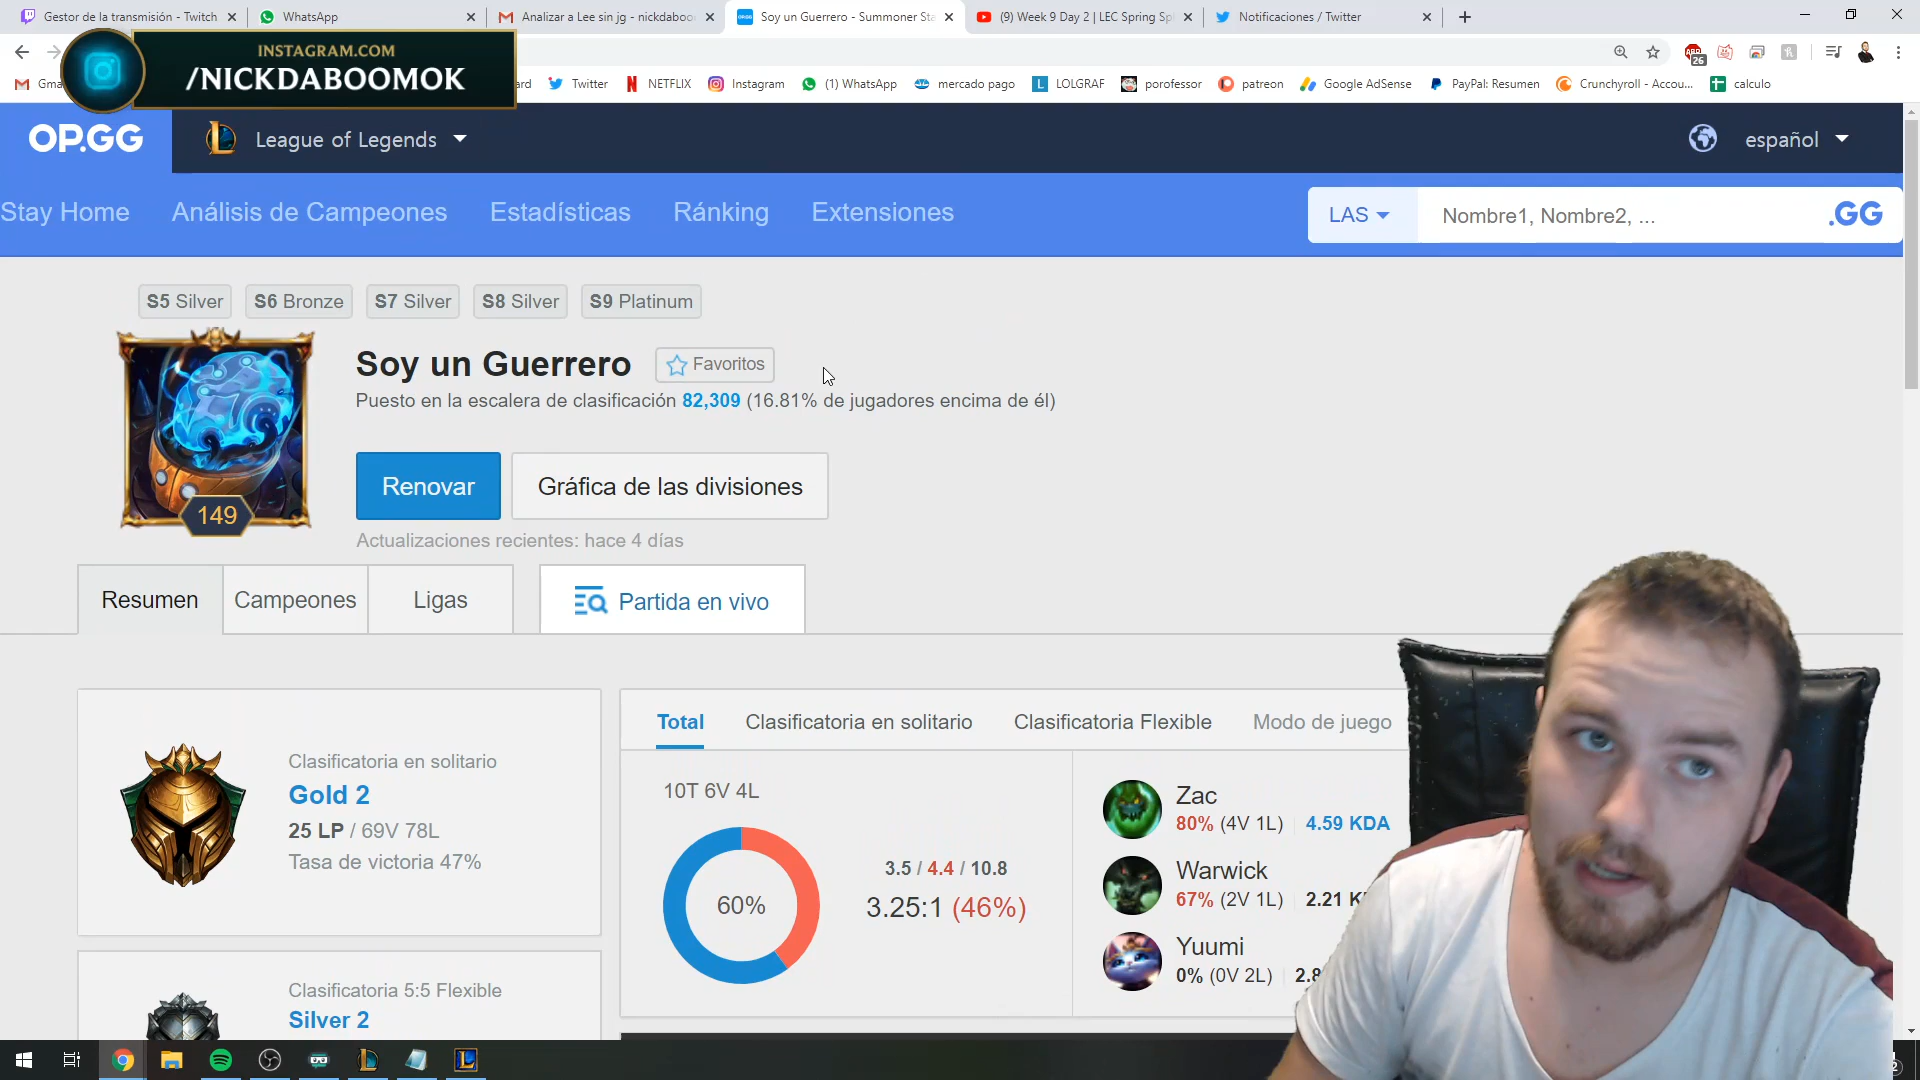 Gestor de la transmisión - Twitch
WhatsApp
Analizar a Lee sin jg - nickdaboo
Soy un Guerrero - Summoner Sta
(9) Week 9 Day 2 | LEC Spring Sp
Notificaciones / Twitter
INSTAGRAM.COM
/NICKDABOOMOK
26
Gma
ard
Twitter
NETFLIX
Instagram
(1) WhatsApp
mercado pago
LOLGRAF
porofessor
patreon
Google AdSense
PayPal: Resumen
Crunchyroll - Accou...
calculo
OP.GG
League of Legends
español
Stay Home
Análisis de Campeones
Estadísticas
Ránking
Extensiones
LAS
Nombre1, Nombre2, ...
.GG
S5 Silver
S6 Bronze
S7 Silver
S8 Silver
S9 Platinum
Soy un Guerrero
Favoritos
Puesto en la escalera de clasificación 82,309 (16.81% de jugadores encima de él)
149
Renovar
Gráfica de las divisiones
Actualizaciones recientes: hace 4 días
Resumen
Campeones
Ligas
Partida en vivo
Clasificatoria en solitario
Gold 2
25 LP / 69V 78L
Tasa de victoria 47%
Clasificatoria 5:5 Flexible
Silver 2
Total
Clasificatoria en solitario
Clasificatoria Flexible
Modo de juego
10T 6V 4L
60%
3.5 / 4.4 / 10.8
3.25:1 (46%)
Zac
80% (4V 1L)
4.59 KDA
Warwick
67% (2V 1L)
2.21 K
Yuumi
0% (0V 2L)
2.8